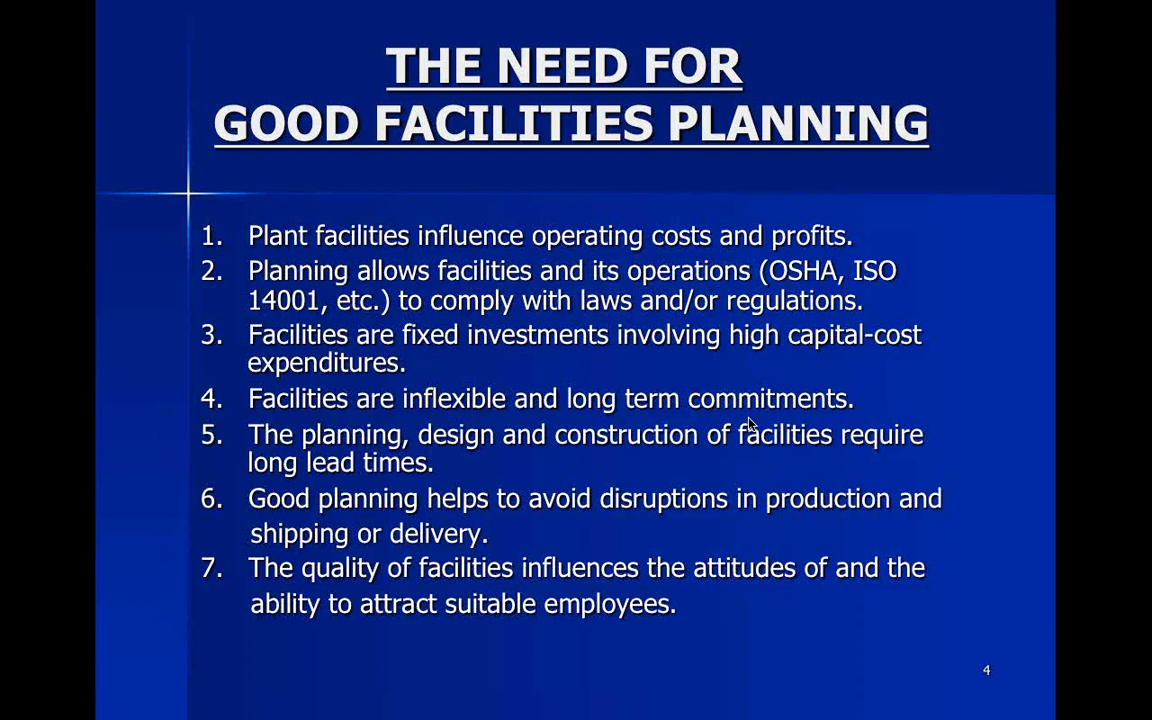 THE NEED FOR
GOOD FACILITIES PLANNING
1. Plant facilities influence operating costs and profits.
2. Planning allows facilities and its operations (OSHA, ISO
14001, etc.) to comply with laws and/or regulations.
3. Facilities are fixed investments involving high capital-cost
expenditures.
4. Facilities are inflexible and long term commitments.
5. The planning, design and construction of facilities require
long lead times.
6. Good planning helps to avoid disruptions in production and
shipping or delivery.
7. The quality of facilities influences the attitudes of and the
ability to attract suitable employees.
4